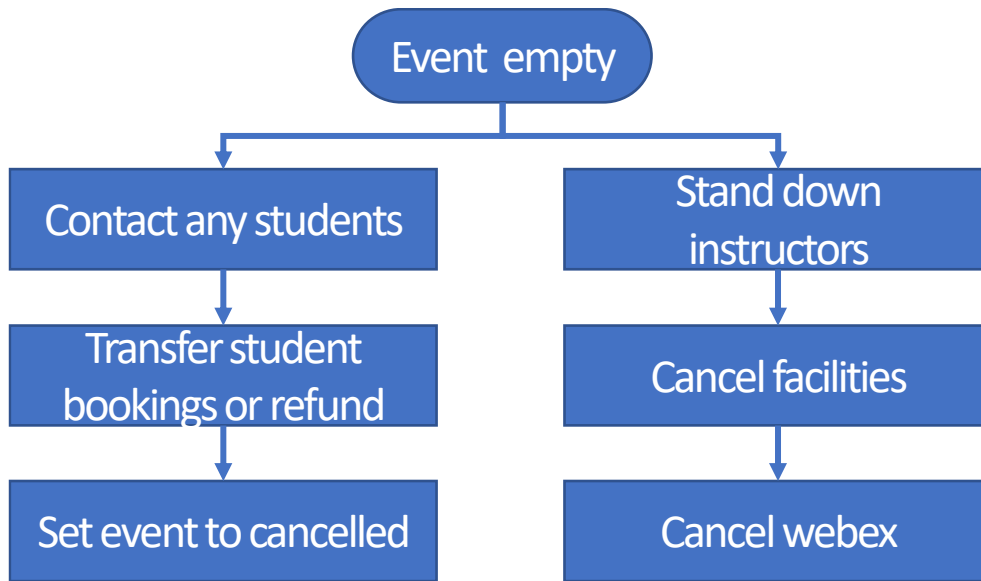 Event empty
Contact any students
Transfer student
bookings or refund
Set event to cancelled
Stand down
instructors
Cancel facilities
Cancel webex